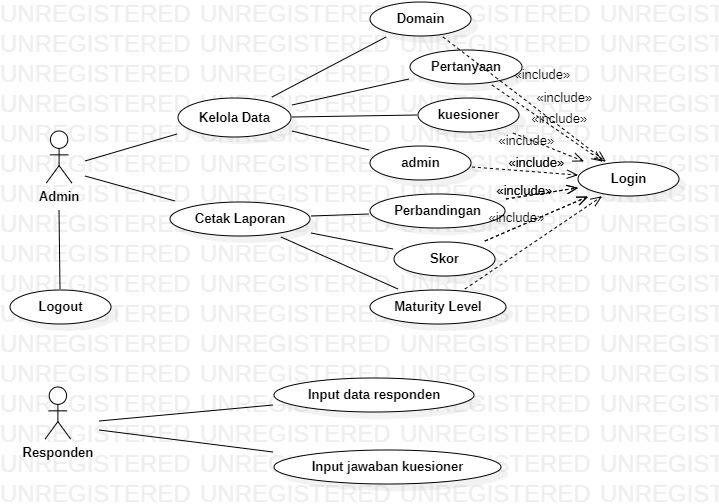 Domain
Pertanyaan
«include»
«include»
Kelola Data
kuesioner
«include»
«include»
admin
«include»
Login
Admin
«include»
Cetak Laporan
Perbandingan
«include»
Skor
Logout
Maturity Level
Input data responden
Responden
Input jawaban kuesioner
UNREGISTERED